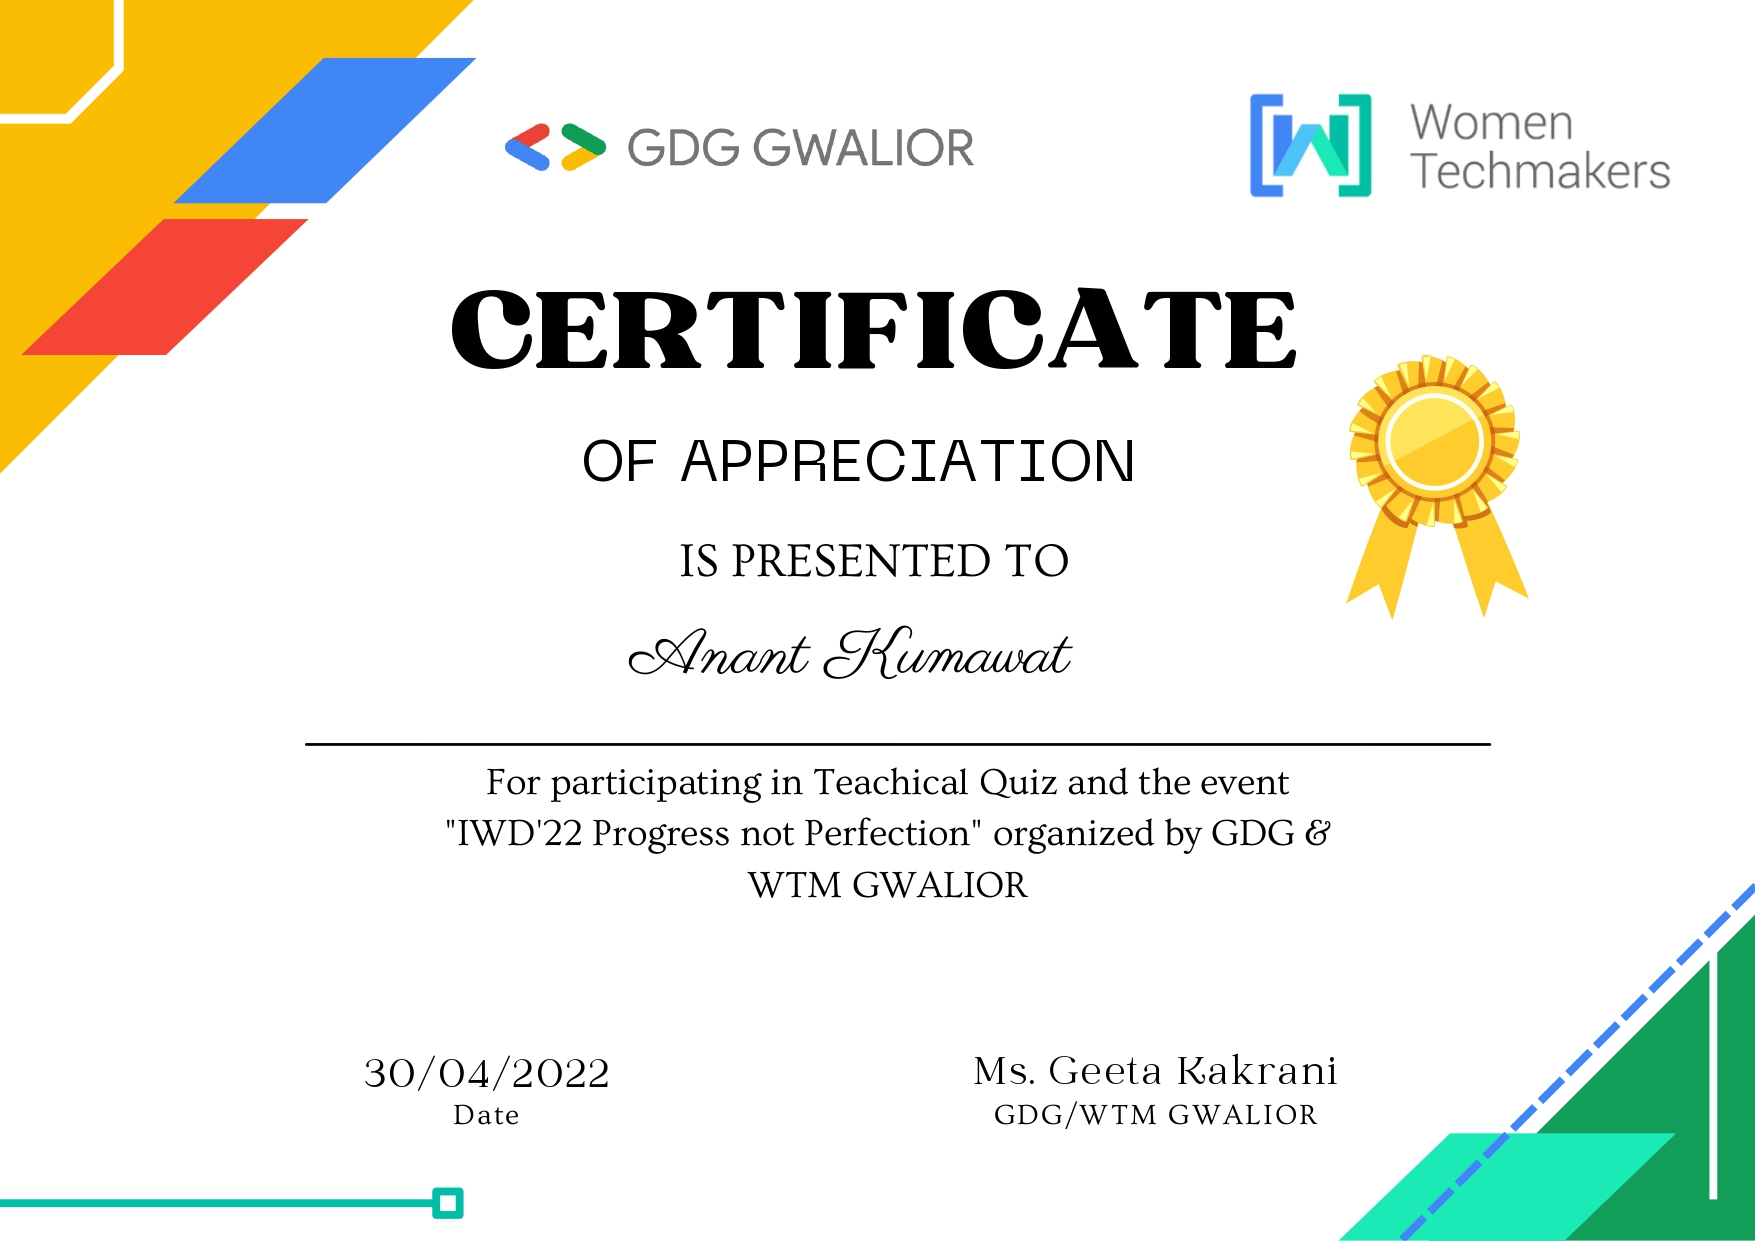 GDG GWALIOR
Women
Techmakers
CERTIFICATE
OF APPRECIATION
IS PRESENTED TO
Anant Kumawat
For participating in Teachical Quiz and the event
"IWD'22 Progress not Perfection" organized by GDG &
WTM GWALIOR
30/04/2022
Date
Ms. Geeta Kakrani
GDG/WTM GWALIOR